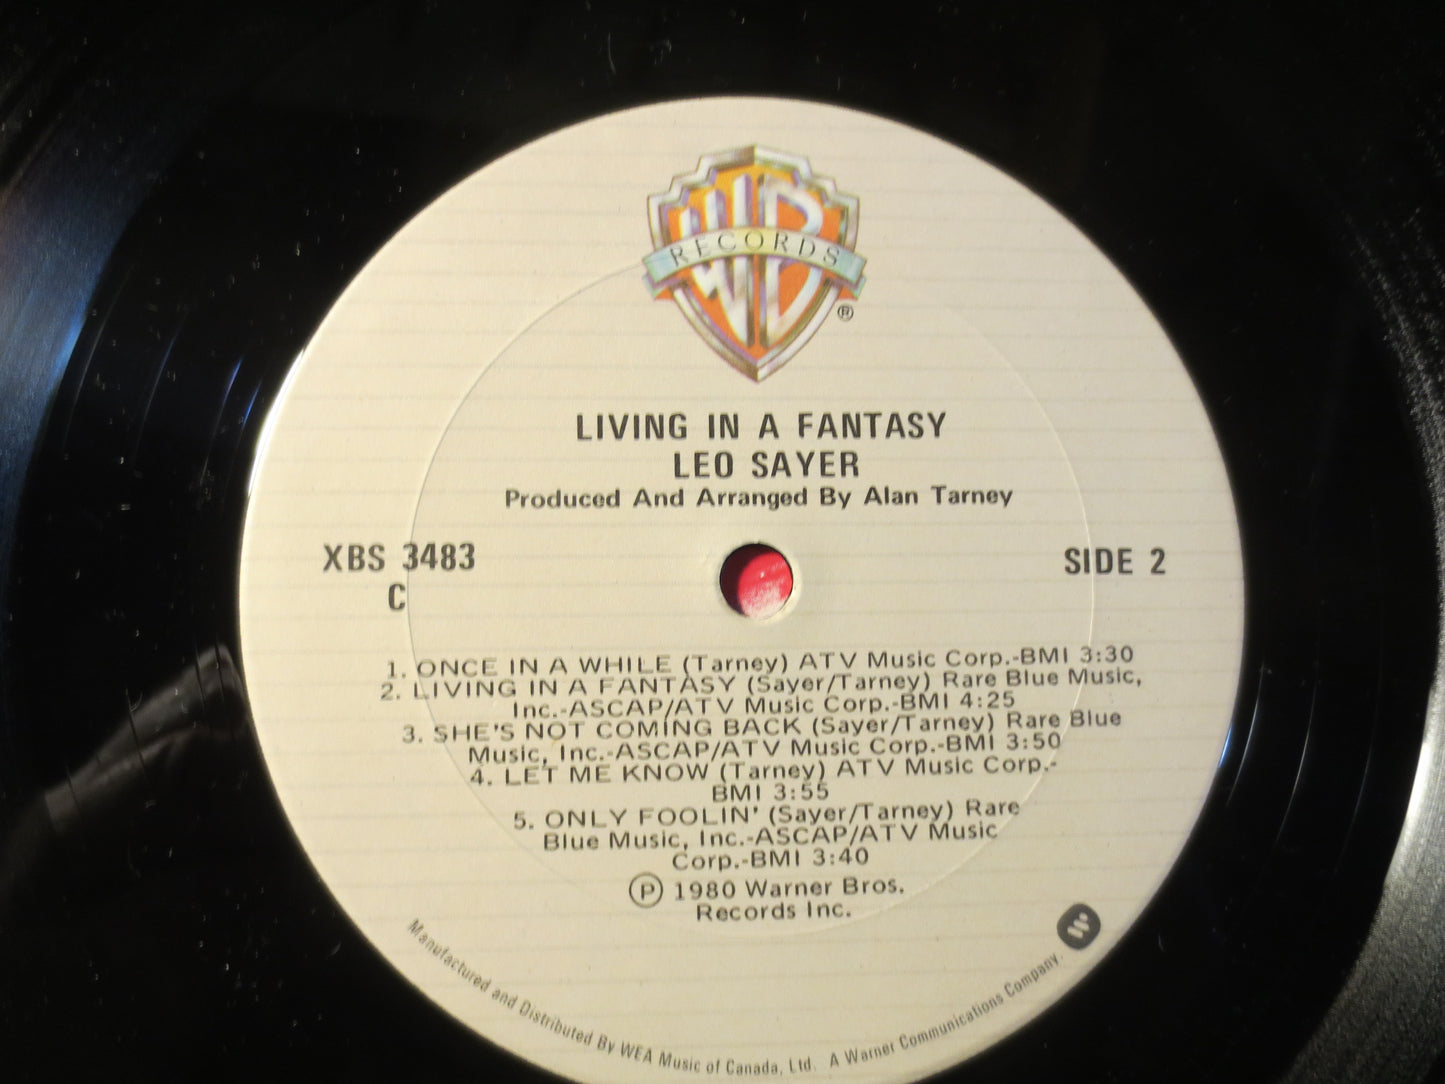 WB
RECORDS
®
LIVING IN A FANTASY
LEO SAYER
Produced And Arranged By Alan Tarney
XBS 3483
C
SIDE 2
1. ONCE IN A WHILE (Tarney) ATV Music Corp.-BMI 3:30
2. LIVING IN A FANTASY (Sayer/Tarney) Rare Blue Music,
Inc.-ASCAP/ATV Music Corp.-BMI 4:25
3. SHE'S NOT COMING BACK (Sayer/Tarney) Rare Blue
Music, Inc.-ASCAP/ATV Music Corp.-BMI 3:50
4. LET ME KNOW (Tarney) ATV Music Corp.-
BMI 3:55
5. ONLY FOOLIN' (Sayer/Tarney) Rare
Blue Music, Inc.-ASCAP/ATV Music
Corp.-BMI 3:40
℗ 1980 Warner Bros.
Records Inc.
Manufactured and Distributed By WEA Music of Canada, Ltd. A Warner Communications Company.